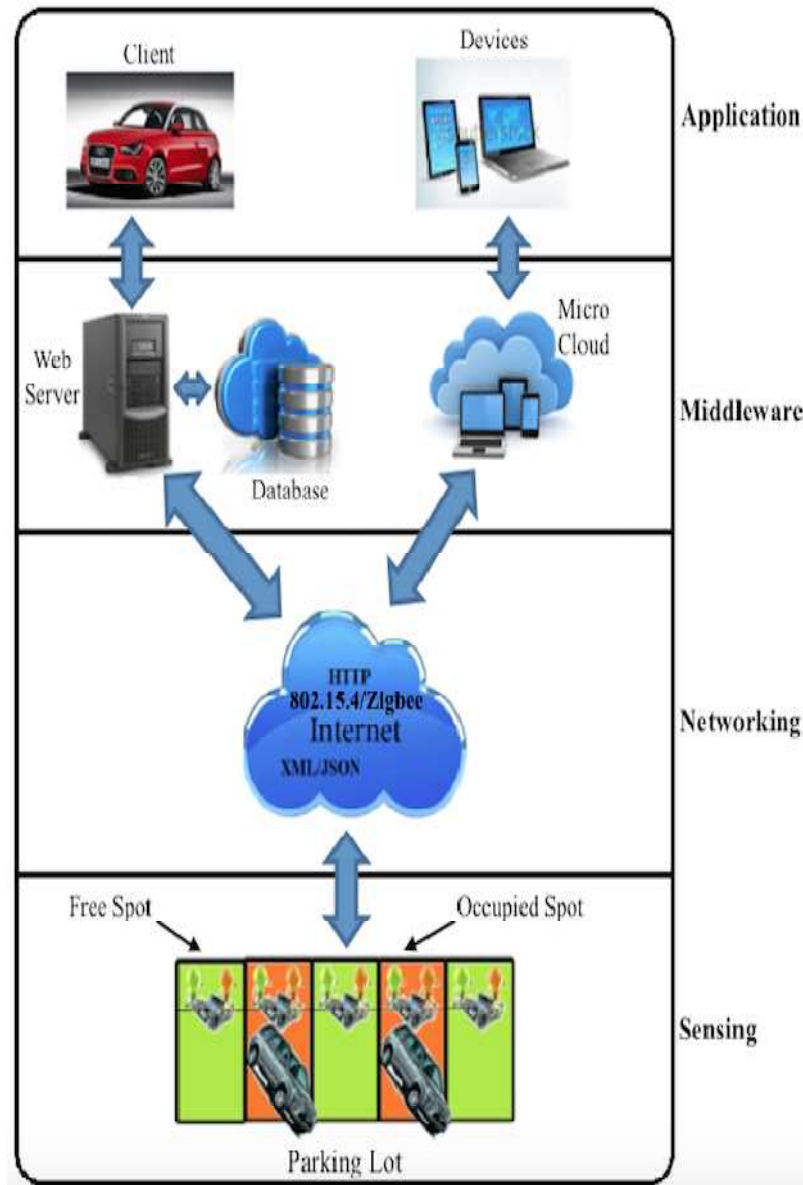 Client
Devices
Application
Web
Server
Database
Micro
Cloud
Middleware
HTTP
802.15.4/Zigbee
Internet
XML/JSON
Networking
Free Spot
Occupied Spot
Sensing
Parking Lot